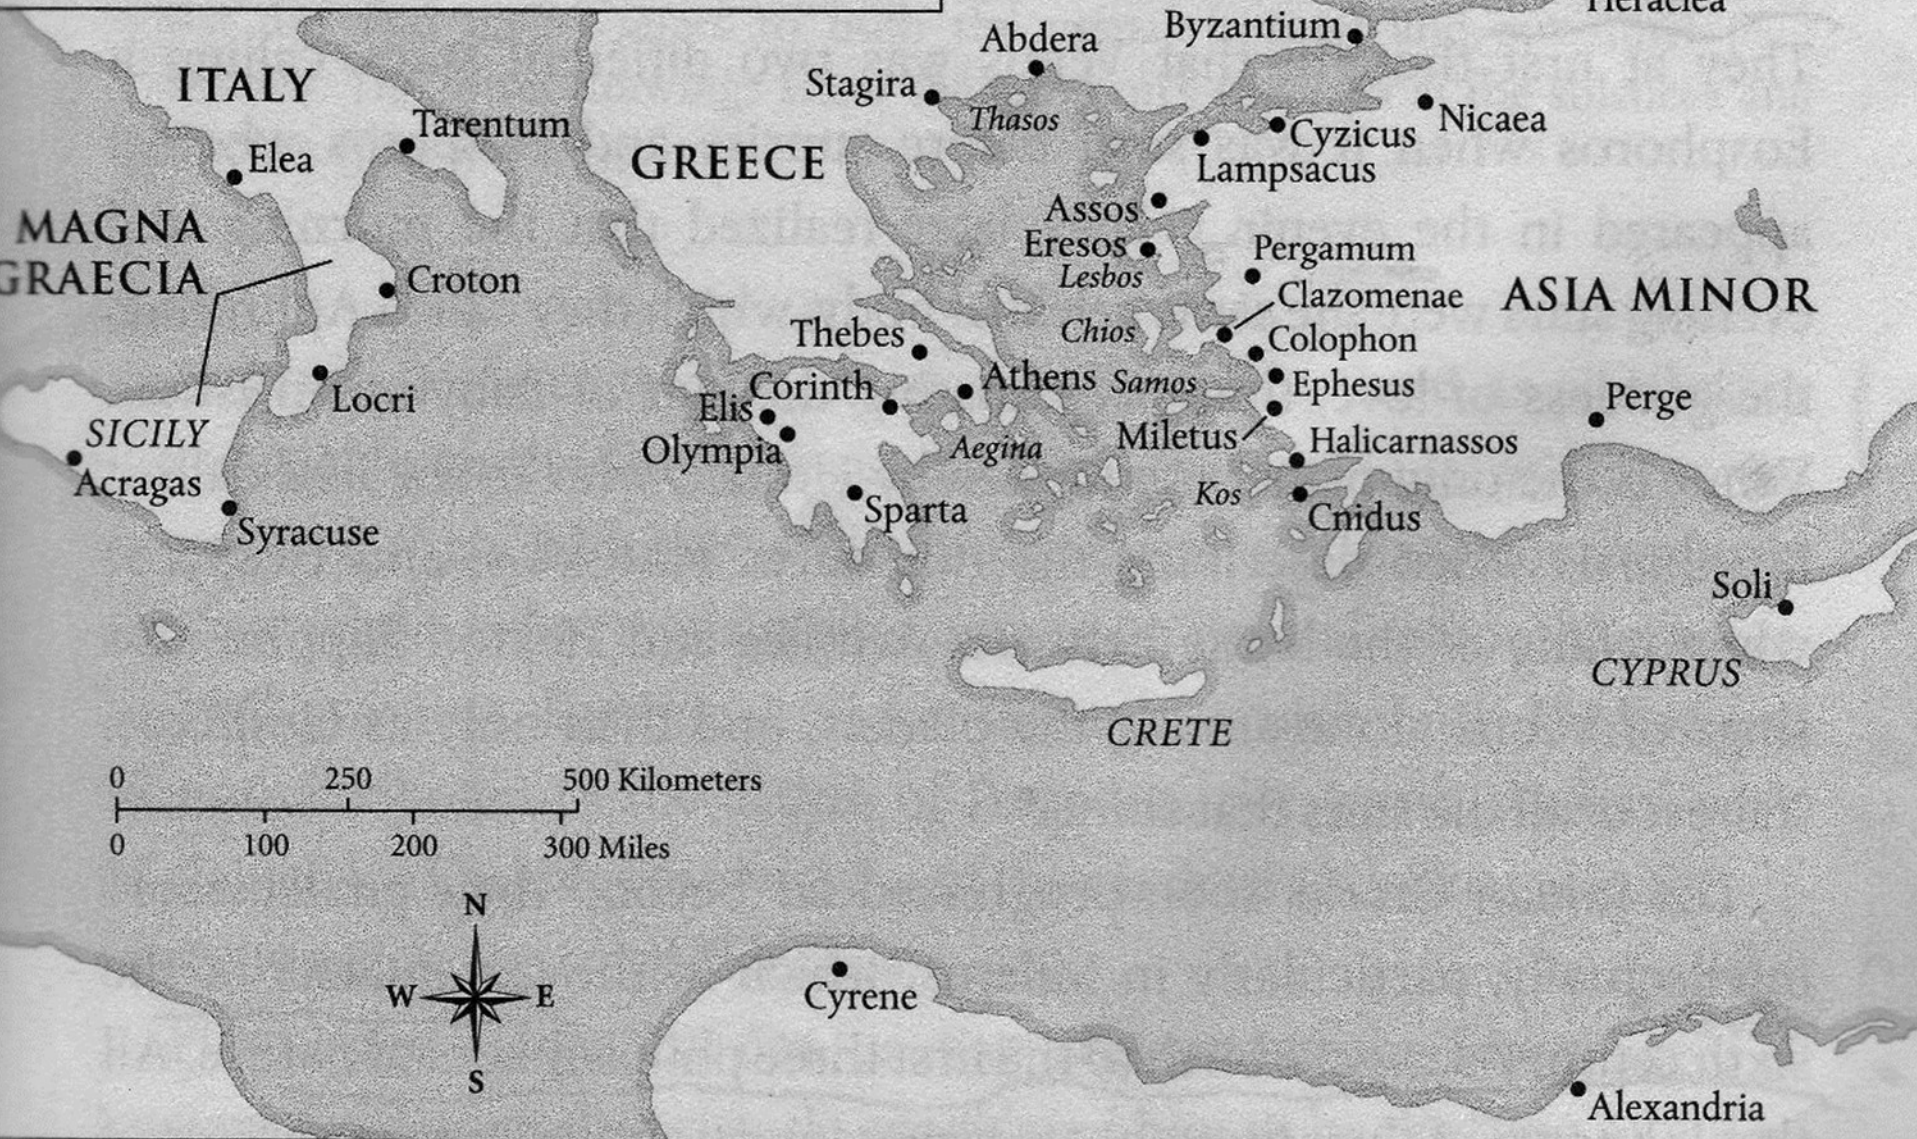 Heraclea
Byzantium
Abdera
Stagira
Thasos
ITALY
Tarentum
Elea
GREECE
Nicaea
Cyzicus
Lampsacus
MAGNA
GRAECIA
Croton
Assos
Eresos
Lesbos
Pergamum
Clazomenae
ASIA MINOR
Chios
Colophon
Thebes
Athens
Samos
Ephesus
Corinth
Elis
Olympia
Locri
SICILY
Acragas
Syracuse
Aegina
Miletus
Halicarnassos
Perge
Sparta
Kos
Cnidus
Soli
CYPRUS
CRETE
0 250 500 Kilometers
0 100 200 300 Miles
N
W E
S
Cyrene
Alexandria